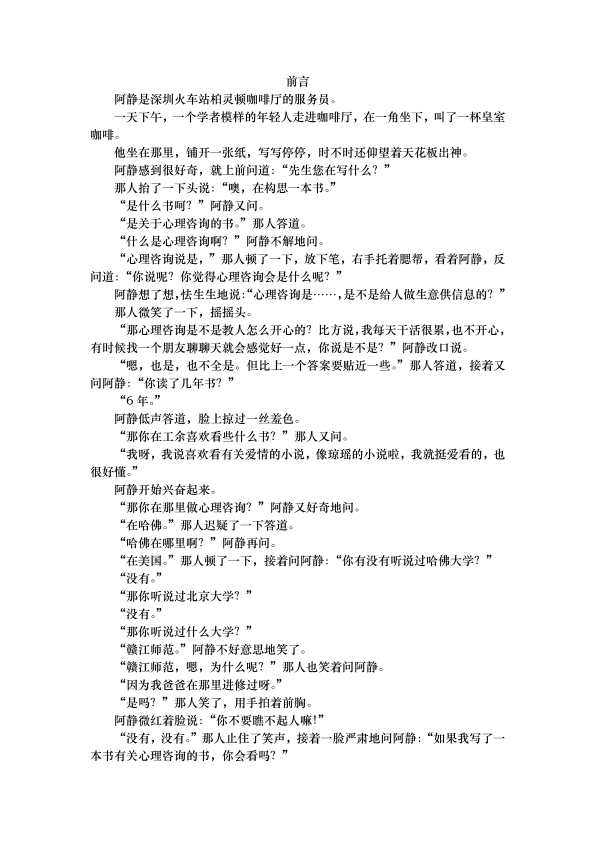 前言
阿静是深圳火车站柏灵顿咖啡厅的服务员。
一天下午，一个学者模样的年轻人走进咖啡厅，在一角坐下，叫了一杯皇室
咖啡。
他坐在那里，铺开一张纸，写写停停，时不时还仰望着天花板出神。
阿静感到很好奇，就上前问道：“先生您在写什么？”
那人抬了一下头说：“噢，在构思一本书。”
“是什么书呵？”阿静又问。
“是关于心理咨询的书。”那人答道。
“什么是心理咨询啊？”阿静不解地问。
“心理咨询说是，”那人顿了一下，放下笔，右手托着腮帮，看着阿静，反
问道：“你说呢？你觉得心理咨询会是什么呢？”
阿静想了想，怯生生地说：“心理咨询是……，是不是给人做生意供信息的？”
那人微笑了一下，摇摇头。
“那心理咨询是不是教人怎么开心的？比方说，我每天干活很累，也不开心，
有时候找一个朋友聊聊天就会感觉好一点，你说是不是？”阿静改口说。
“嗯，也是，也不全是。但比上一个答案要贴近一些。”那人答道，接着又
问阿静：“你读了几年书？”
“6 年。”
阿静低声答道，脸上掠过一丝羞色。
“那你在工余喜欢看些什么书？”那人又问。
“我呀，我说喜欢看有关爱情的小说，像琼瑶的小说啦，我就挺爱看的，也
很好懂。”
阿静开始兴奋起来。
“那你在那里做心理咨询？”阿静又好奇地问。
“在哈佛。”那人迟疑了一下答道。
“哈佛在哪里啊？”阿静再问。
“在美国。”那人顿了一下，接着问阿静：“你有没有听说过哈佛大学？”
“没有。”
“那你听说过北京大学？”
“没有。”
“那你听说过什么大学？”
“赣江师范。”阿静不好意思地笑了。
“赣江师范，嗯，为什么呢？”那人也笑着问阿静。
“因为我爸爸在那里进修过呀。”
“是吗？”那人笑了，用手拍着前胸。
阿静微红着脸说：“你不要瞧不起人嘛!”
“没有，没有。”那人止住了笑声，接着一脸严肃地问阿静：“如果我写了一
本书有关心理咨询的书，你会看吗？”